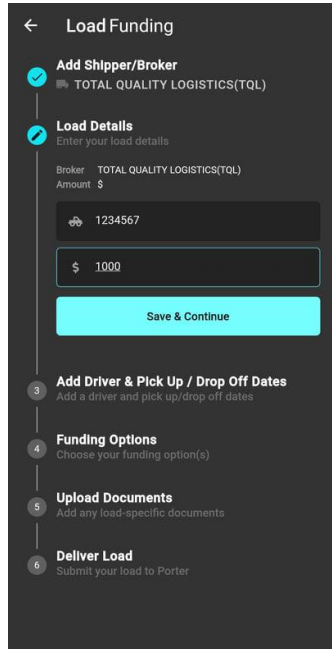 Load Funding
Add Shipper/Broker
TOTAL QUALITY LOGISTICS(TQL)
Load Details
Enter your load details
Broker TOTAL QUALITY LOGISTICS(TQL)
Amount $
1234567
$ 1000
Save & Continue
3 Add Driver & Pick Up / Drop Off Dates
Add a driver and pick up/drop off dates
4 Funding Options
Choose your funding option(s)
5 Upload Documents
Add any load-specific documents
6 Deliver Load
Submit your load to Porter